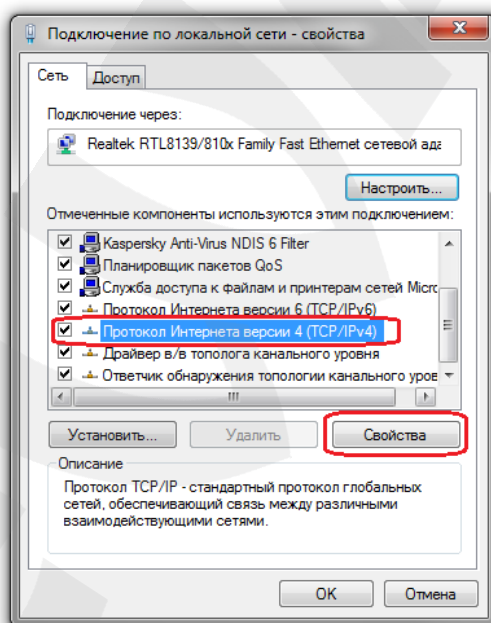 Подключение по локальной сети - свойства
Сеть
Доступ
Подключение через:
Realtek RTL8139/810x Family Fast Ethernet сетевой ада
Настроить...
Отмеченные компоненты используются этим подключением:
Kaspersky Anti-Virus NDIS 6 Filter
Планировщик пакетов QoS
Служба доступа к файлам и принтерам сетей Micro
Протокол Интернета версии 6 (TCP/IPv6)
Протокол Интернета версии 4 (TCP/IPv4)
Драйвер в/в тополога канального уровня
Ответчик обнаружения топологии канального уров
Установить...
Удалить
Свойства
Описание
Протокол TCP/IP - стандартный протокол глобальных
сетей, обеспечивающий связь между различными
взаимодействующими сетями.
OK
Отмена